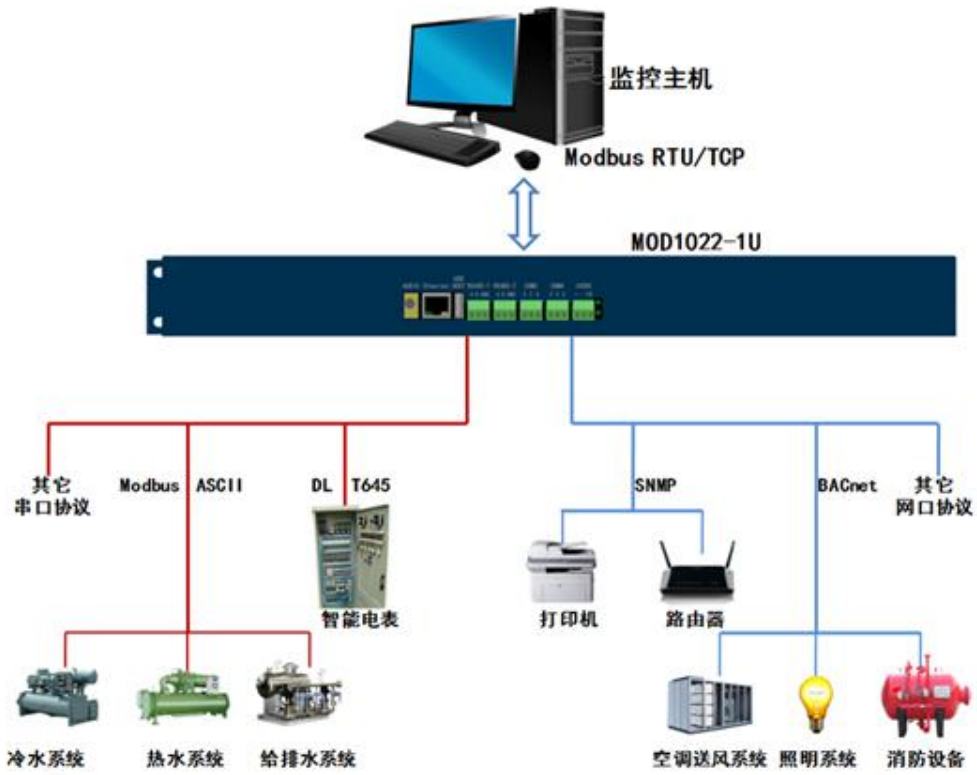 监控主机
Modbus RTU/TCP
MOD1022-1U
其它
串口协议
Modbus ASCII
DL T645
SNMP
BACnet
其它
网口协议
智能电表
打印机
路由器
冷水系统
热水系统
给排水系统
空调送风系统
照明系统
消防设备